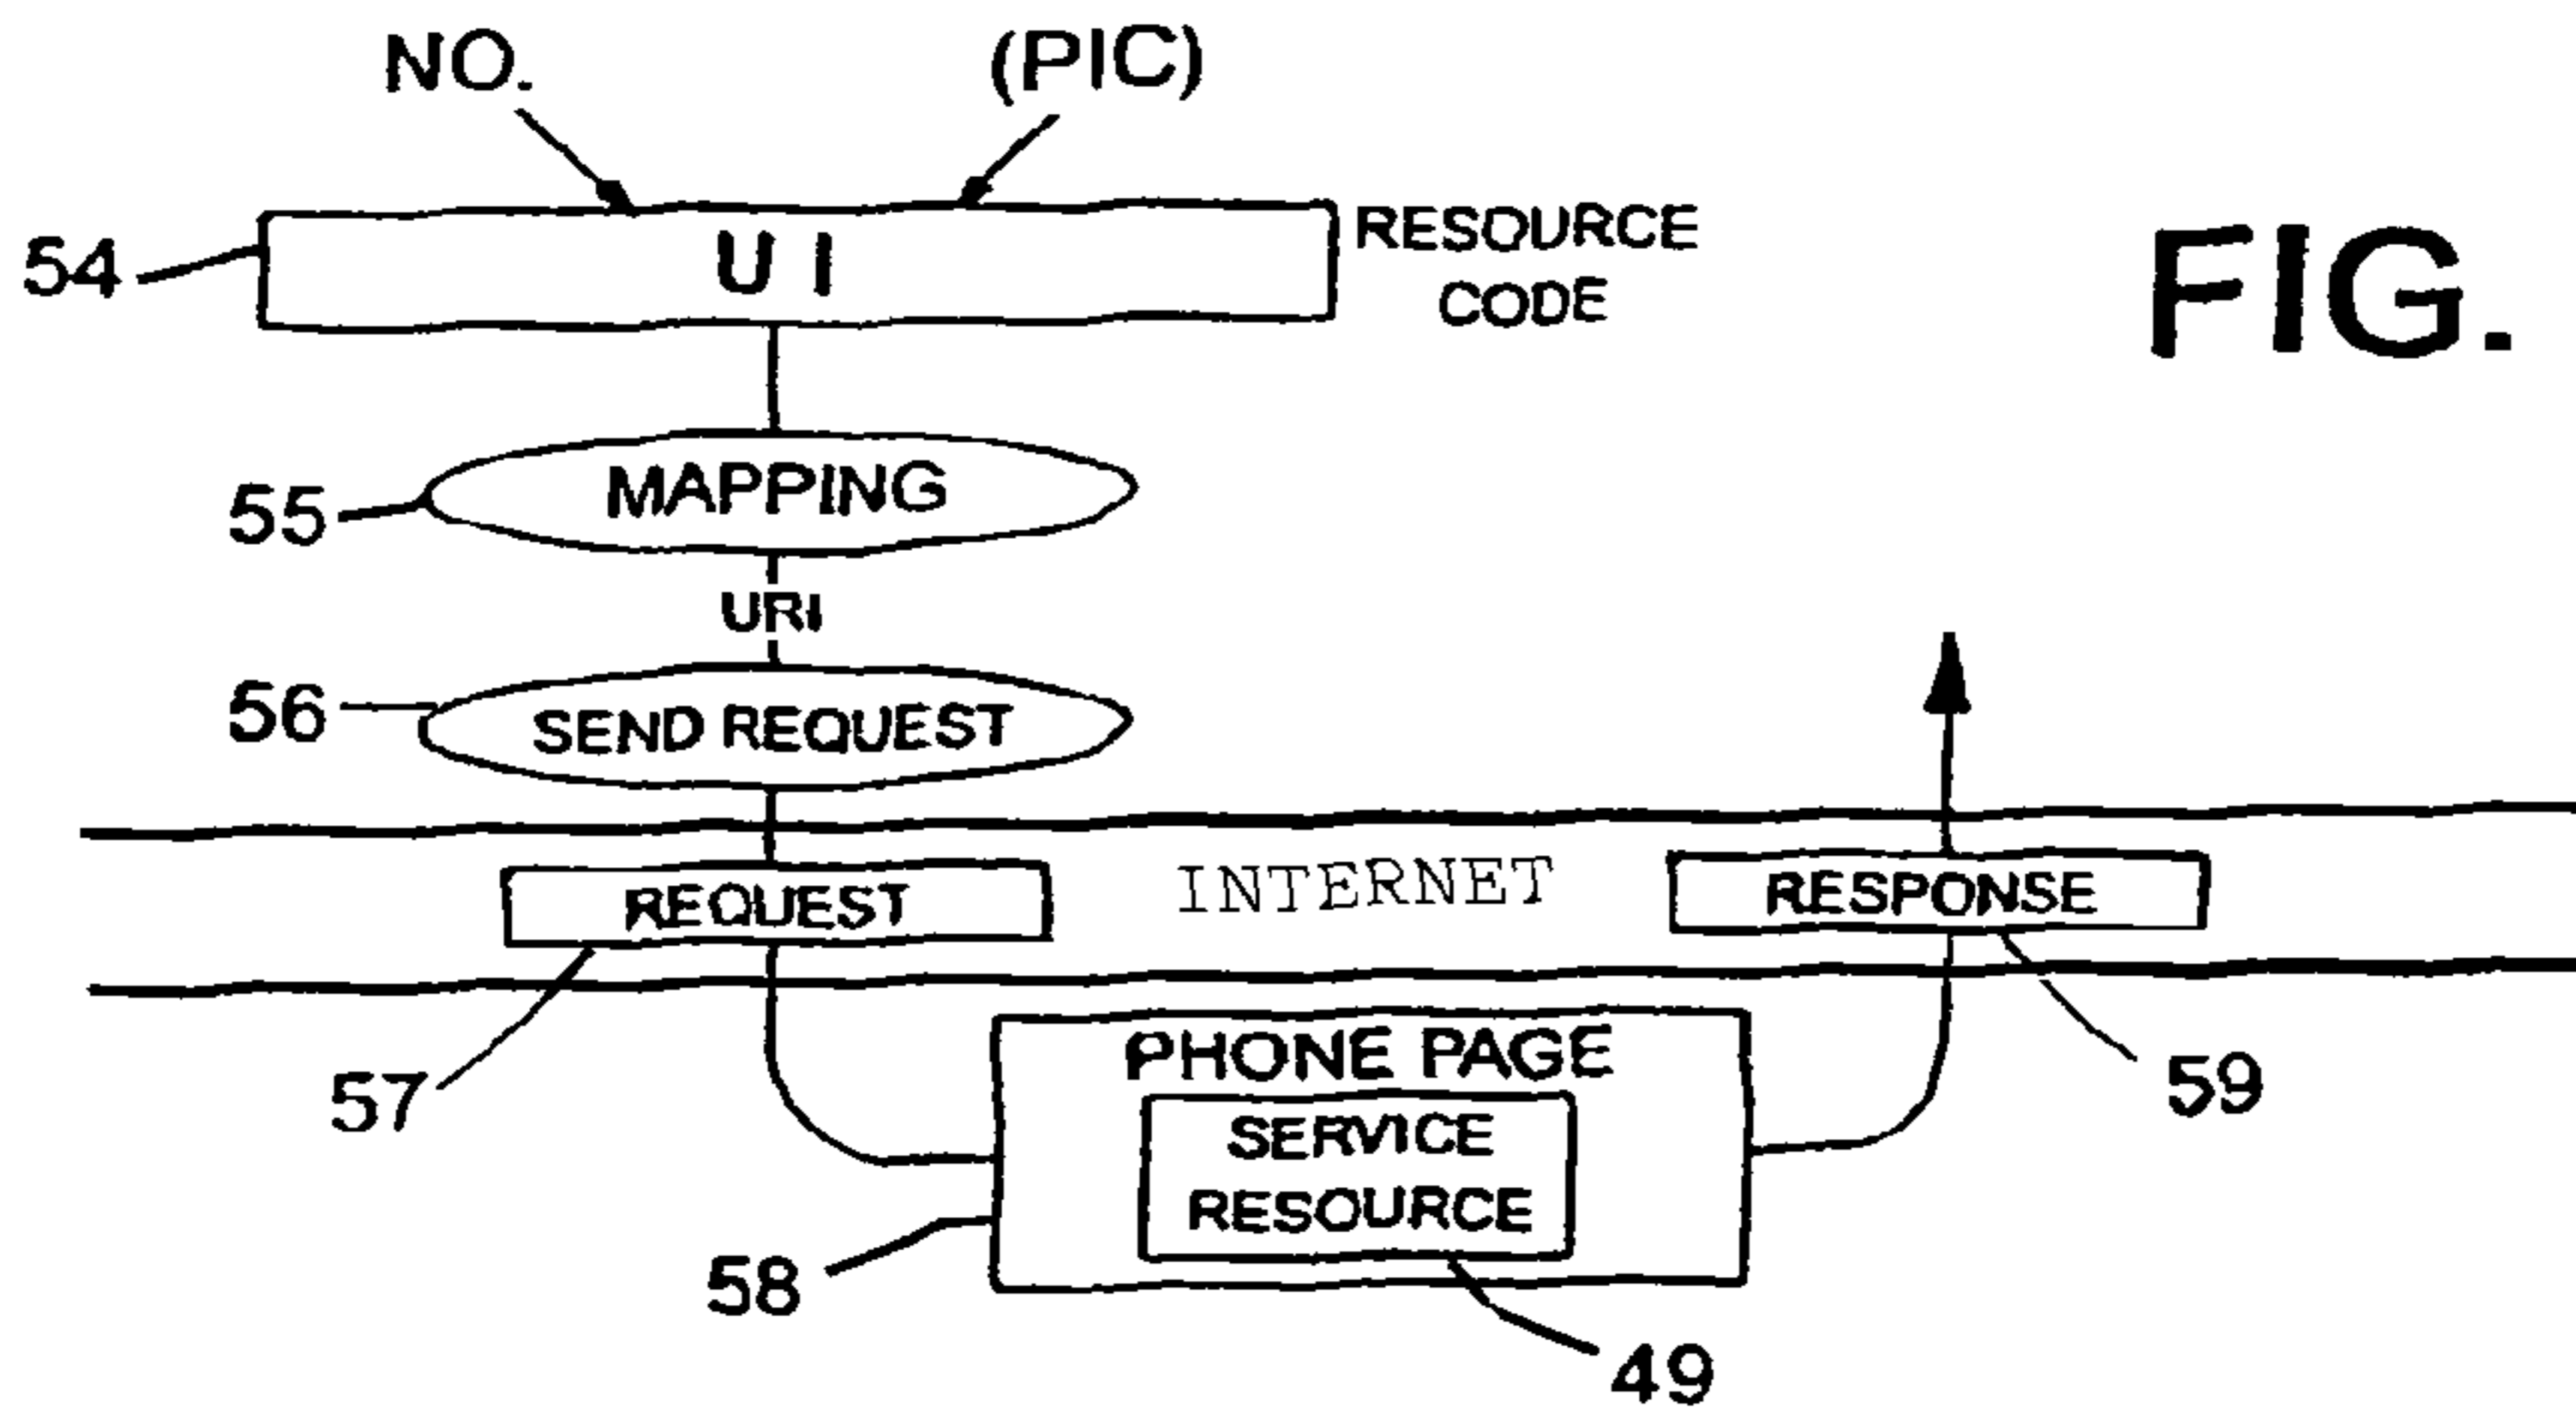 NO.
(PIC)
54
U I
RESOURCE
CODE
FIG.
55
MAPPING
URI
56
SEND REQUEST
REQUEST
INTERNET
RESPONSE
57
PHONE PAGE
59
SERVICE
RESOURCE
58
49